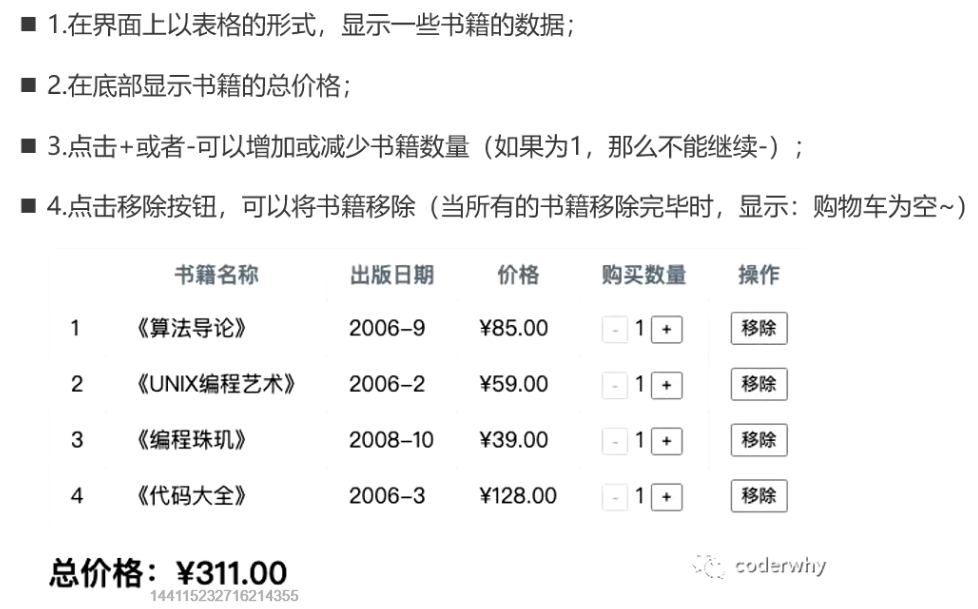 ■ 1.在界面上以表格的形式，显示一些书籍的数据；
■ 2.在底部显示书籍的总价格；
■ 3.点击+或者-可以增加或减少书籍数量（如果为1，那么不能继续-）；
■ 4.点击移除按钮，可以将书籍移除（当所有的书籍移除完毕时，显示：购物车为空~）
书籍名称 出版日期 价格 购买数量 操作
1 《算法导论》 2006-9 ¥85.00 - 1 + 移除
2 《UNIX编程艺术》 2006-2 ¥59.00 - 1 + 移除
3 《编程珠玑》 2008-10 ¥39.00 - 1 + 移除
4 《代码大全》 2006-3 ¥128.00 - 1 + 移除
总价格：¥311.00
coderwhy
144115232716214355